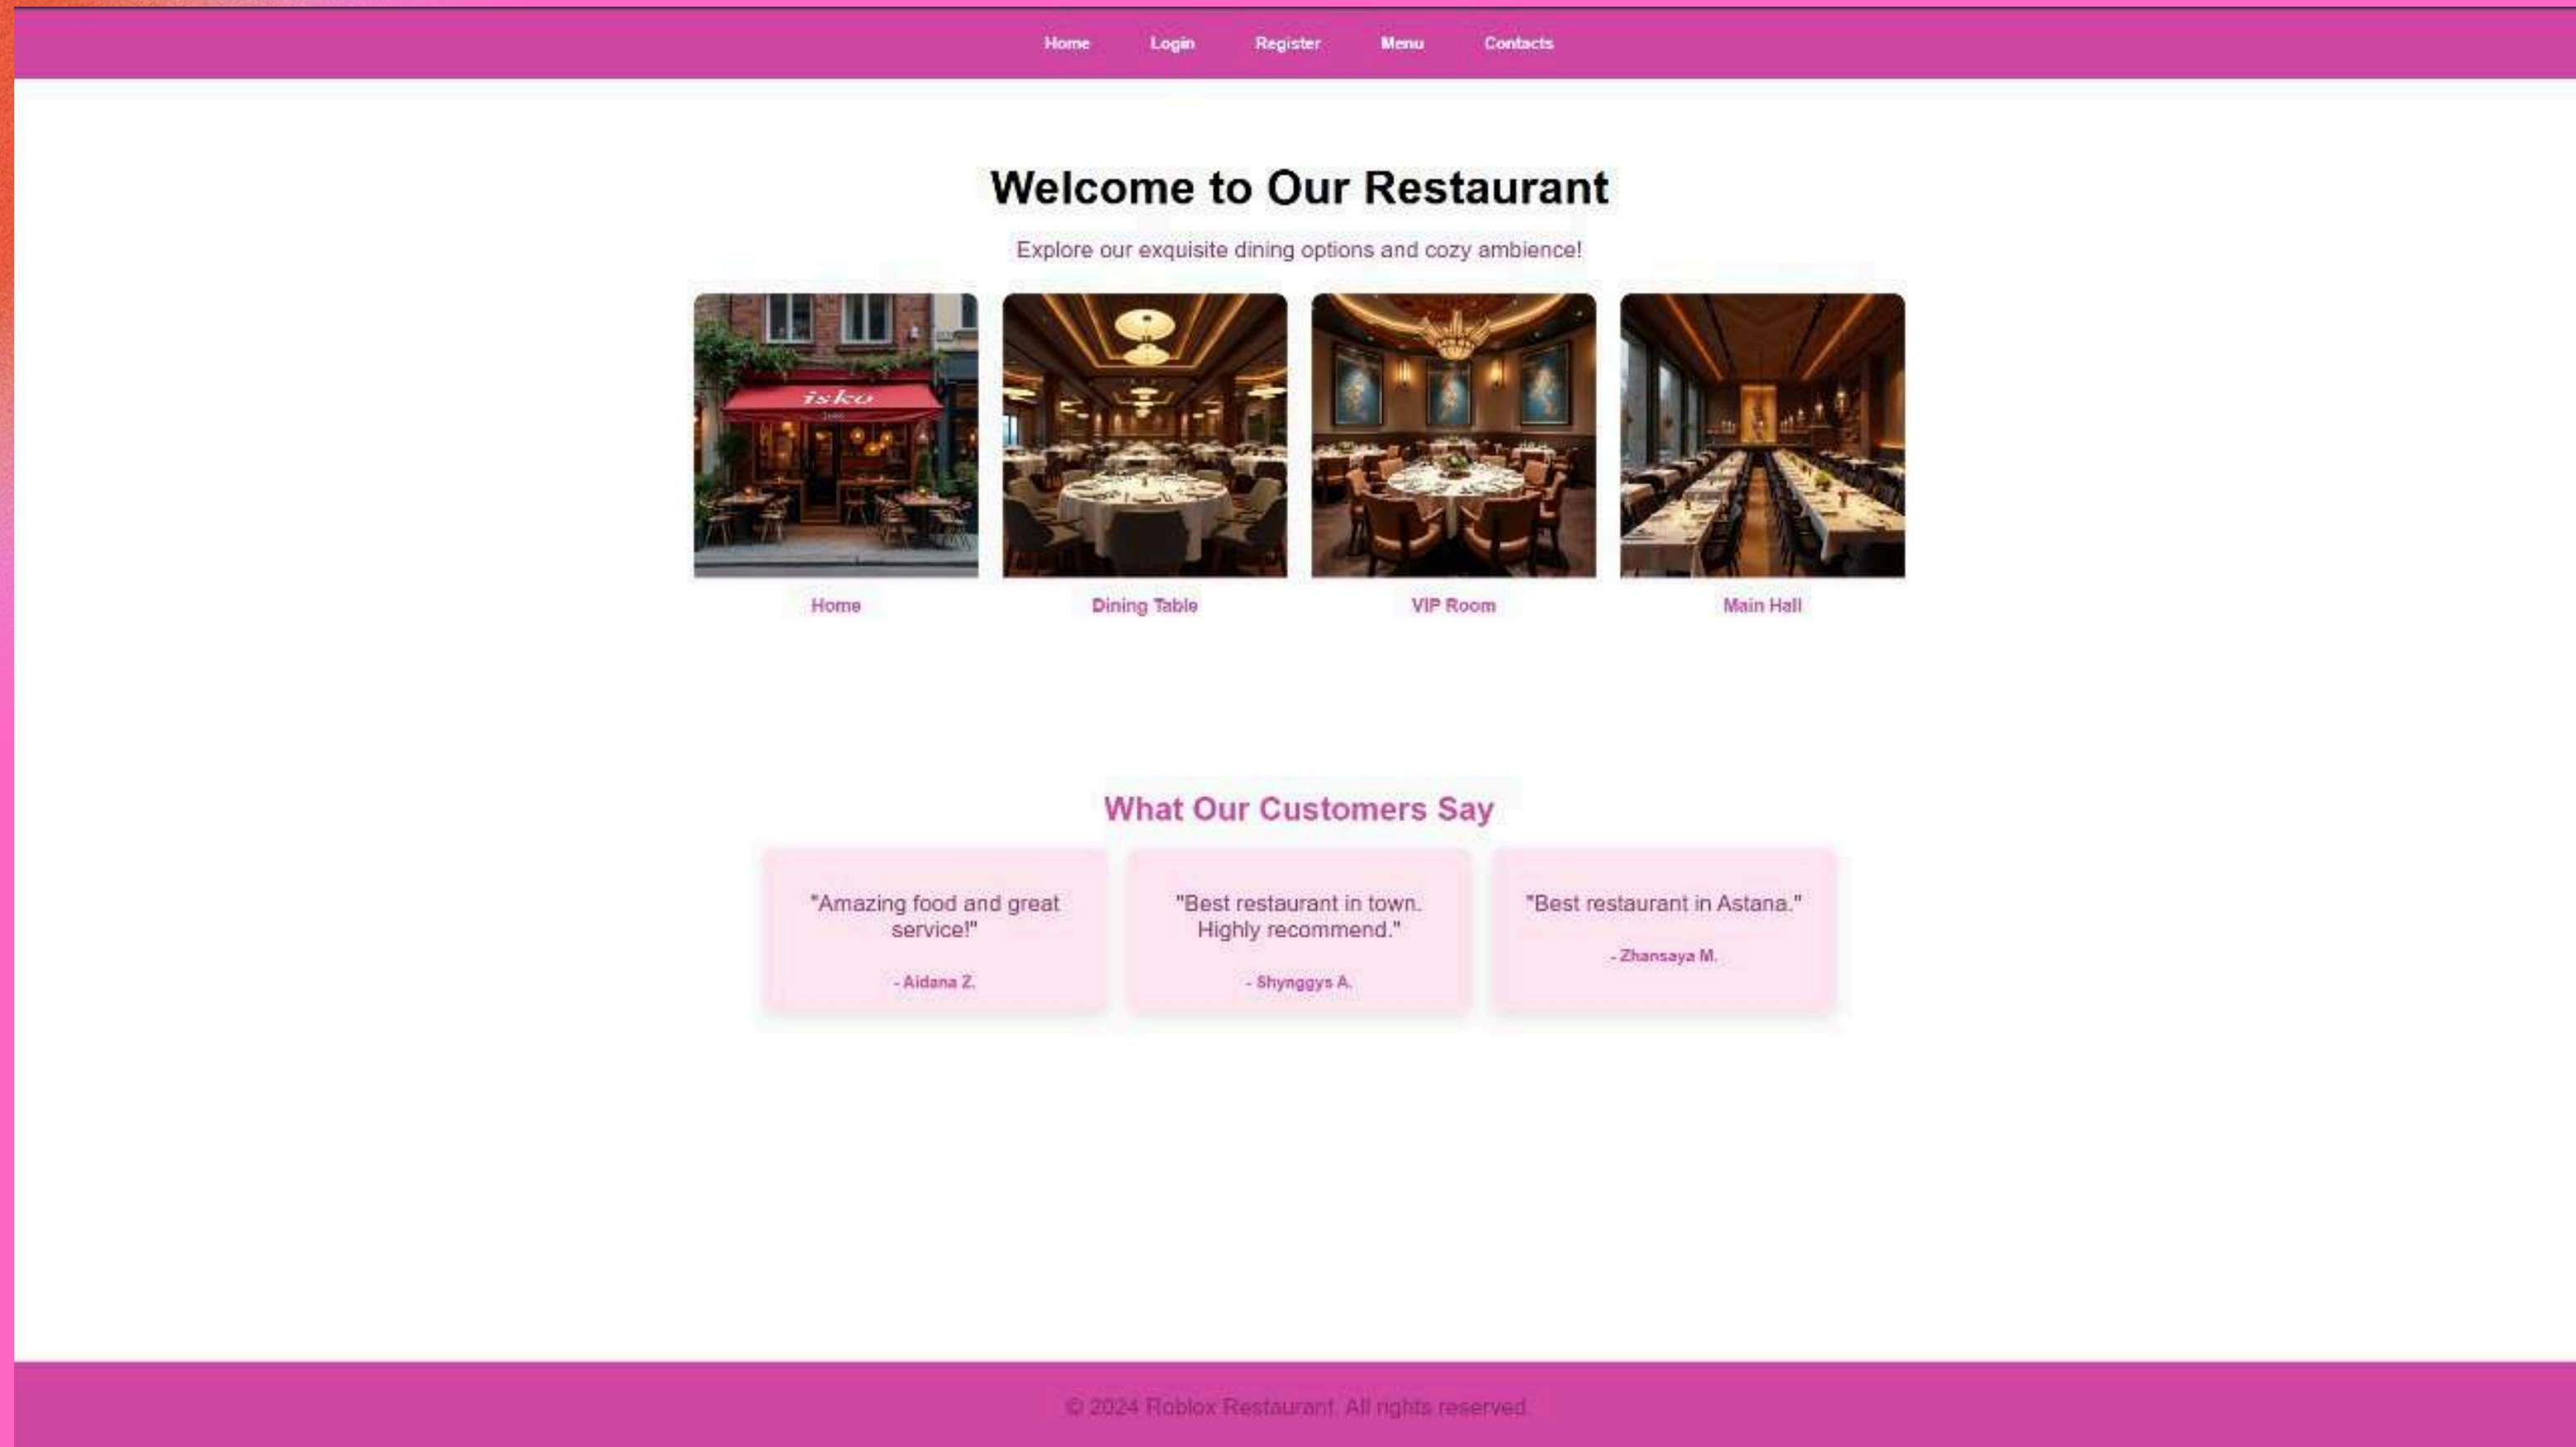 Home Login Register Menu Contacts
Welcome to Our Restaurant
Explore our exquisite dining options and cozy ambience!
isko
Home Dining Table VIP Room Main Hall
What Our Customers Say
"Amazing food and great
service!"
- Aidana Z.
"Best restaurant in town.
Highly recommend."
- Shynggys A.
"Best restaurant in Astana."
- Zhansaya M.
© 2024 Roblox Restaurant. All rights reserved.